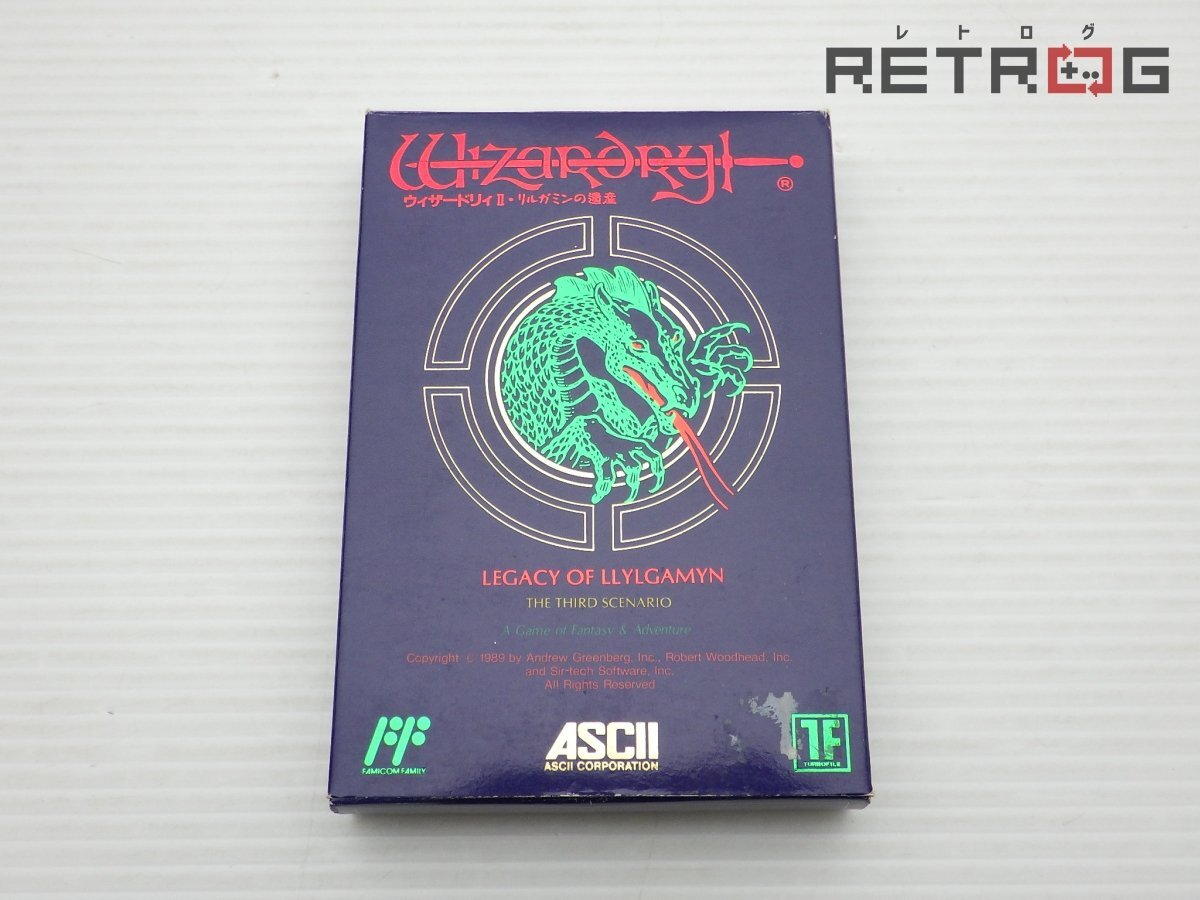 レトログ
RETROG
Wizardry
®
ウィザードリィII・リルガミンの遺産
LEGACY OF LLYLGAMYN
THE THIRD SCENARIO
A Game of Fantasy & Adventure
Copyright © 1989 by Andrew Greenberg, Inc., Robert Woodhead, Inc.
and Sir-tech Software, Inc.
All Rights Reserved
FF
FAMICOM FAMILY
ASCII
ASCII CORPORATION
TF
TURBOFILE